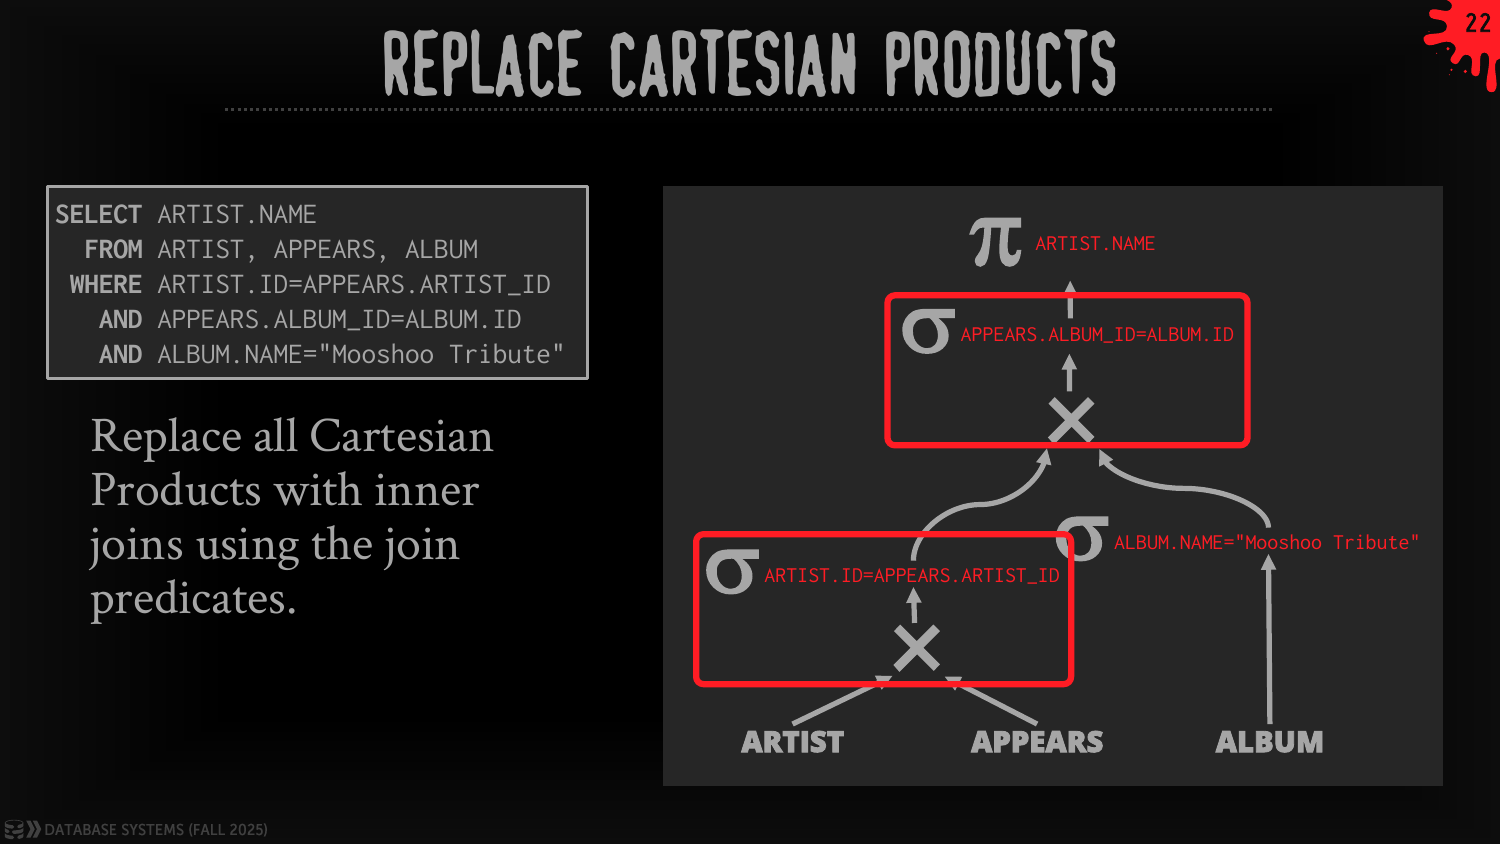 22
REPLACE CARTESIAN PRODUCTS
SELECT ARTIST.NAME
FROM ARTIST, APPEARS, ALBUM
WHERE ARTIST.ID=APPEARS.ARTIST_ID
AND APPEARS.ALBUM_ID=ALBUM.ID
AND ALBUM.NAME="Mooshoo Tribute"
Replace all Cartesian
Products with inner
joins using the join
predicates.
π ARTIST.NAME
σ APPEARS.ALBUM_ID=ALBUM.ID
×
σ ALBUM.NAME="Mooshoo Tribute"
σ ARTIST.ID=APPEARS.ARTIST_ID
×
ARTIST APPEARS ALBUM
DATABASE SYSTEMS (FALL 2025)